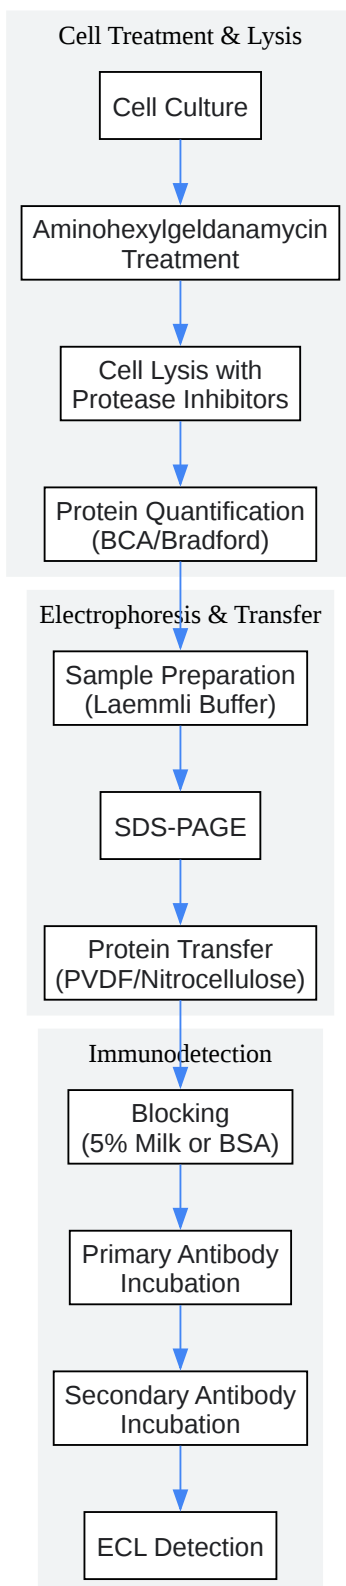 Cell Treatment & Lysis
Cell Culture
Aminohexylgeldanamycin
Treatment
Cell Lysis with
Protease Inhibitors
Protein Quantification
(BCA/Bradford)
Electrophoresis & Transfer
Sample Preparation
(Laemmli Buffer)
SDS-PAGE
Protein Transfer
(PVDF/Nitrocellulose)
Immunodetection
Blocking
(5% Milk or BSA)
Primary Antibody
Incubation
Secondary Antibody
Incubation
ECL Detection